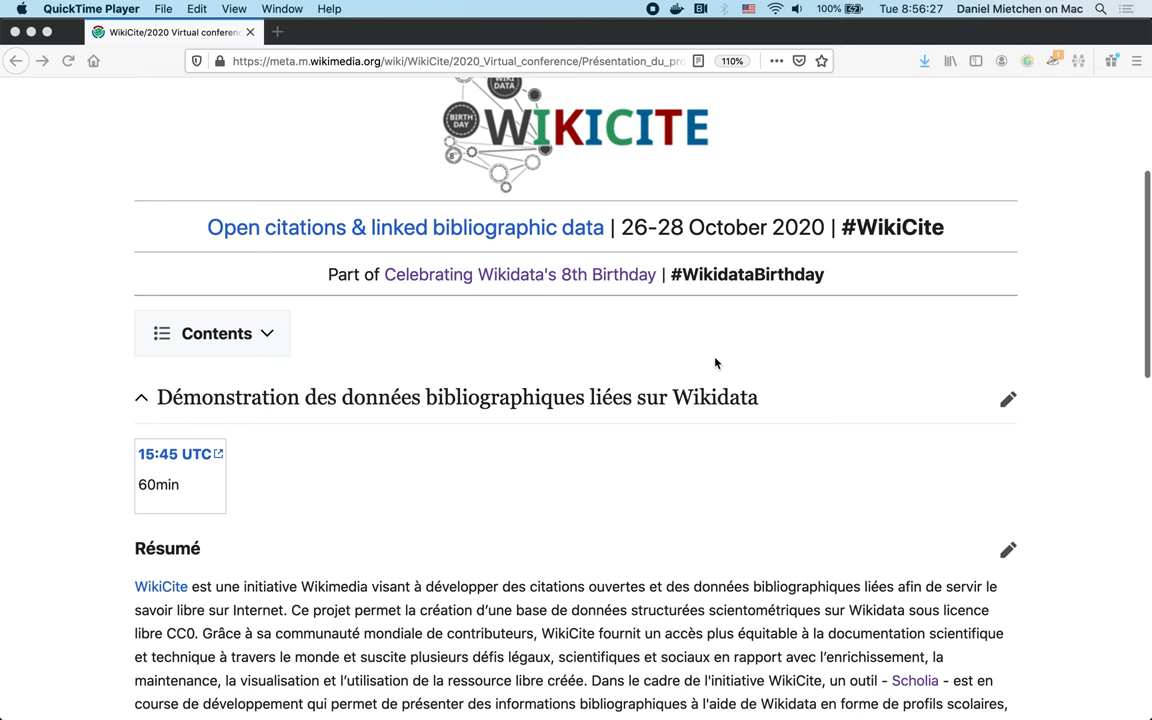 QuickTime Player File Edit View Window Help 100% Tue 8:56:27 Daniel Mietchen on Mac
WikiCite/2020 Virtual conferen
https://meta.m.wikimedia.org/wiki/WikiCite/2020_Virtual_conference/Présentation_du_pro 110%
DATA
BIRTH
DAY
WIKICITE
Open citations & linked bibliographic data | 26-28 October 2020 | #WikiCite
Part of Celebrating Wikidata's 8th Birthday | #WikidataBirthday
Contents
Démonstration des données bibliographiques liées sur Wikidata
15:45 UTC
60min
Résumé
WikiCite est une initiative Wikimedia visant à développer des citations ouvertes et des données bibliographiques liées afin de servir le
savoir libre sur Internet. Ce projet permet la création d’une base de données structurées scientométriques sur Wikidata sous licence
libre CC0. Grâce à sa communauté mondiale de contributeurs, WikiCite fournit un accès plus équitable à la documentation scientifique
et technique à travers le monde et suscite plusieurs défis légaux, scientifiques et sociaux en rapport avec l’enrichissement, la
maintenance, la visualisation et l’utilisation de la ressource libre créée. Dans le cadre de l'initiative WikiCite, un outil - Scholia - est en
course de développement qui permet de présenter des informations bibliographiques à l'aide de Wikidata en forme de profils scolaires,